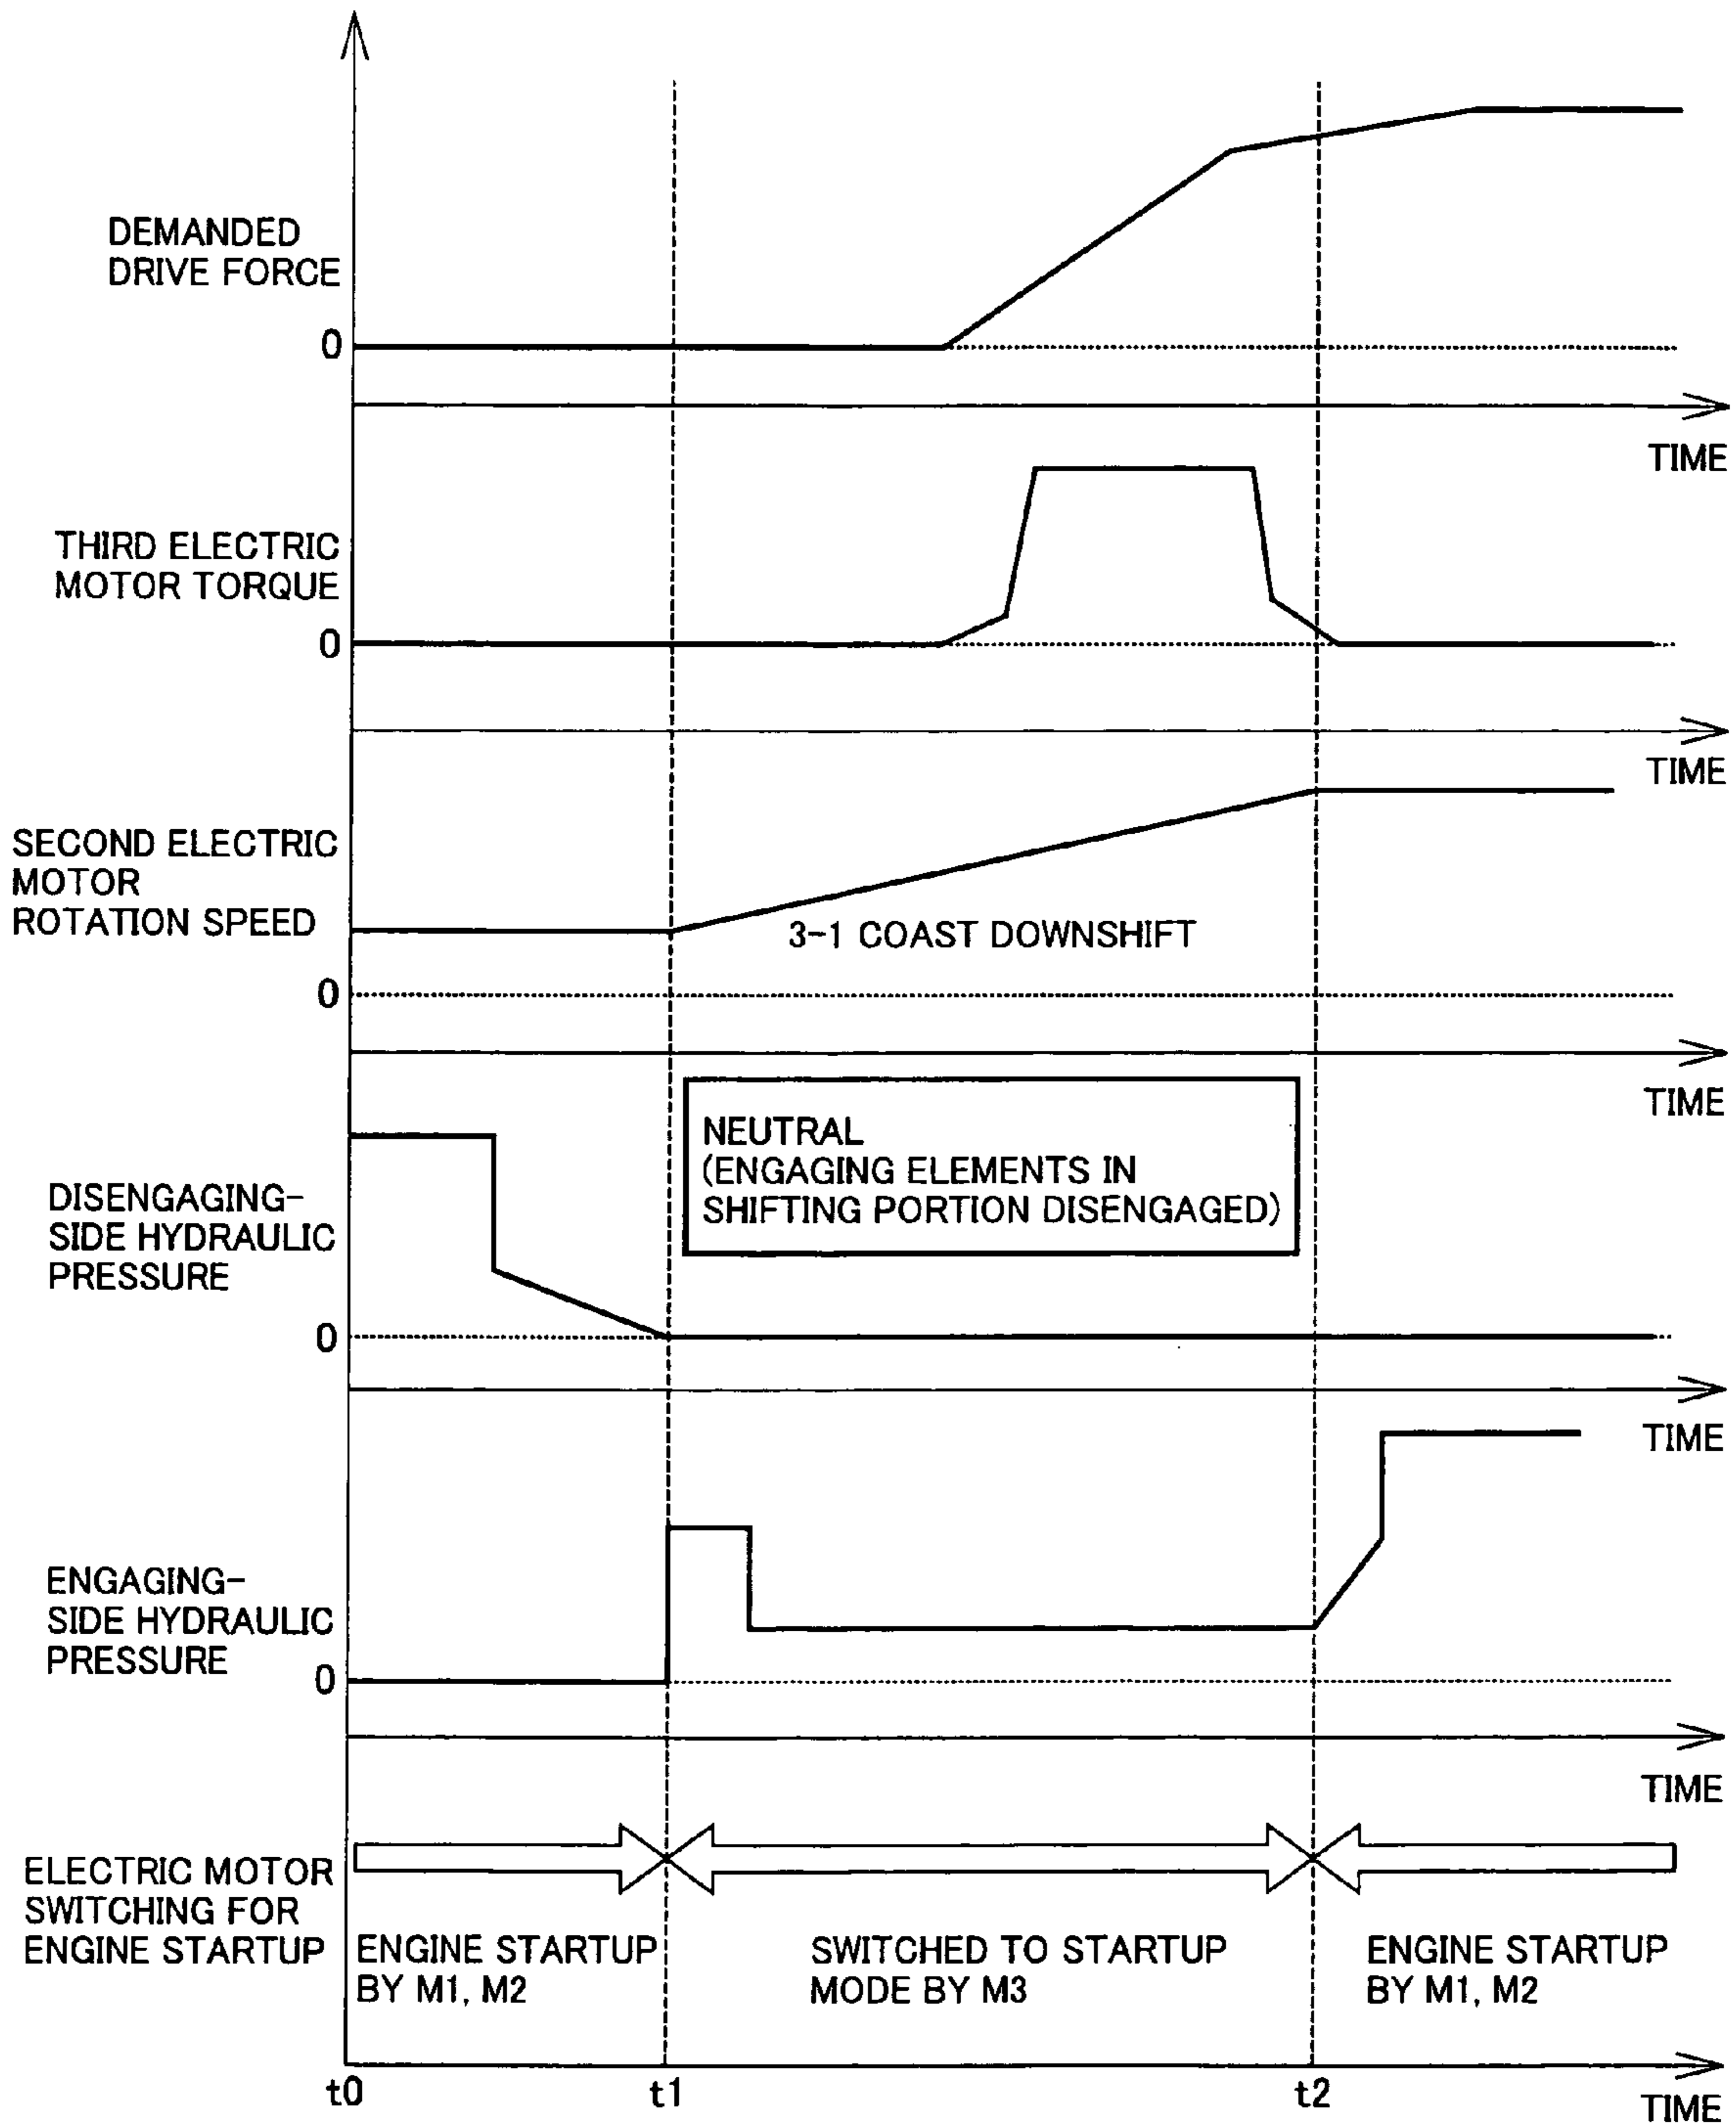 DEMANDED
DRIVE FORCE
0
TIME
THIRD ELECTRIC
MOTOR TORQUE
0
TIME
SECOND ELECTRIC
MOTOR
ROTATION SPEED
3-1 COAST DOWNSHIFT
0
TIME
NEUTRAL
(ENGAGING ELEMENTS IN
SHIFTING PORTION DISENGAGED)
DISENGAGING-
SIDE HYDRAULIC
PRESSURE
0
TIME
ENGAGING-
SIDE HYDRAULIC
PRESSURE
0
TIME
ELECTRIC MOTOR
SWITCHING FOR
ENGINE STARTUP
ENGINE STARTUP
BY M1, M2
SWITCHED TO STARTUP
MODE BY M3
ENGINE STARTUP
BY M1, M2
t0
t1
t2
TIME